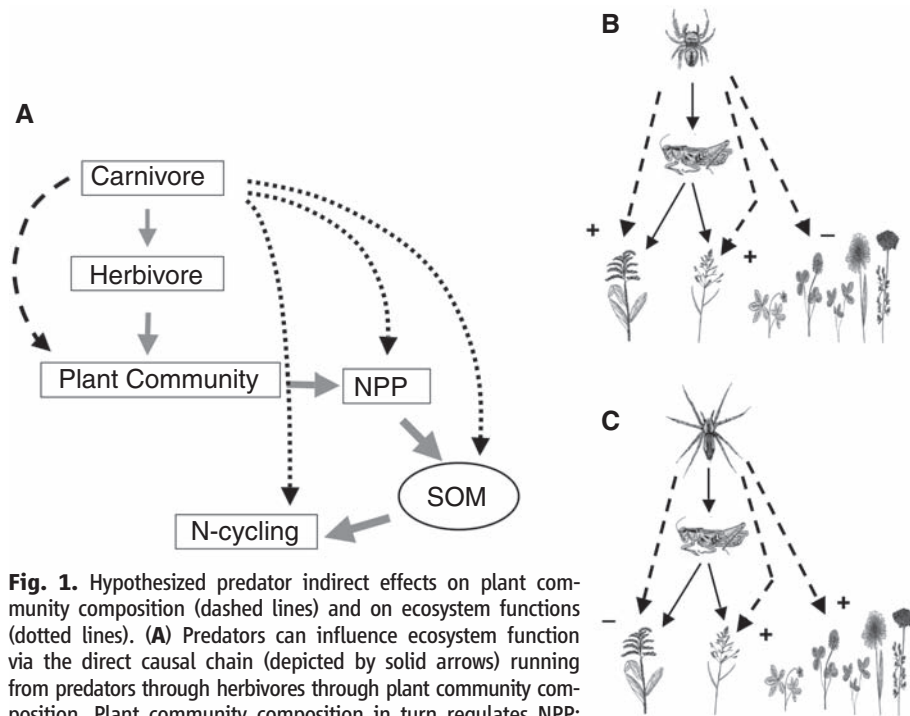 A
Carnivore
Herbivore
Plant Community
NPP
SOM
N-cycling
B
+
+
–
C
–
+
+
Fig. 1. Hypothesized predator indirect effects on plant com-
munity composition (dashed lines) and on ecosystem functions
(dotted lines). (A) Predators can influence ecosystem function
via the direct causal chain (depicted by solid arrows) running
from predators through herbivores through plant community com-
position. Plant community composition in turn regulates NPP;